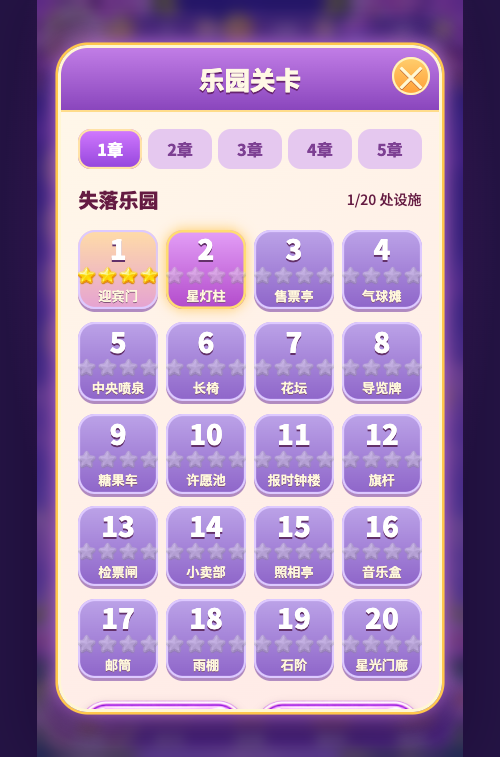 乐园关卡
1章 2章 3章 4章 5章
失落乐园 1/20 处设施
1 2 3 4
迎宾门 星灯柱 售票亭 气球摊
5 6 7 8
中央喷泉 长椅 花坛 导览牌
9 10 11 12
糖果车 许愿池 报时钟楼 旗杆
13 14 15 16
检票闸 小卖部 照相亭 音乐盒
17 18 19 20
邮筒 雨棚 石阶 星光门廊